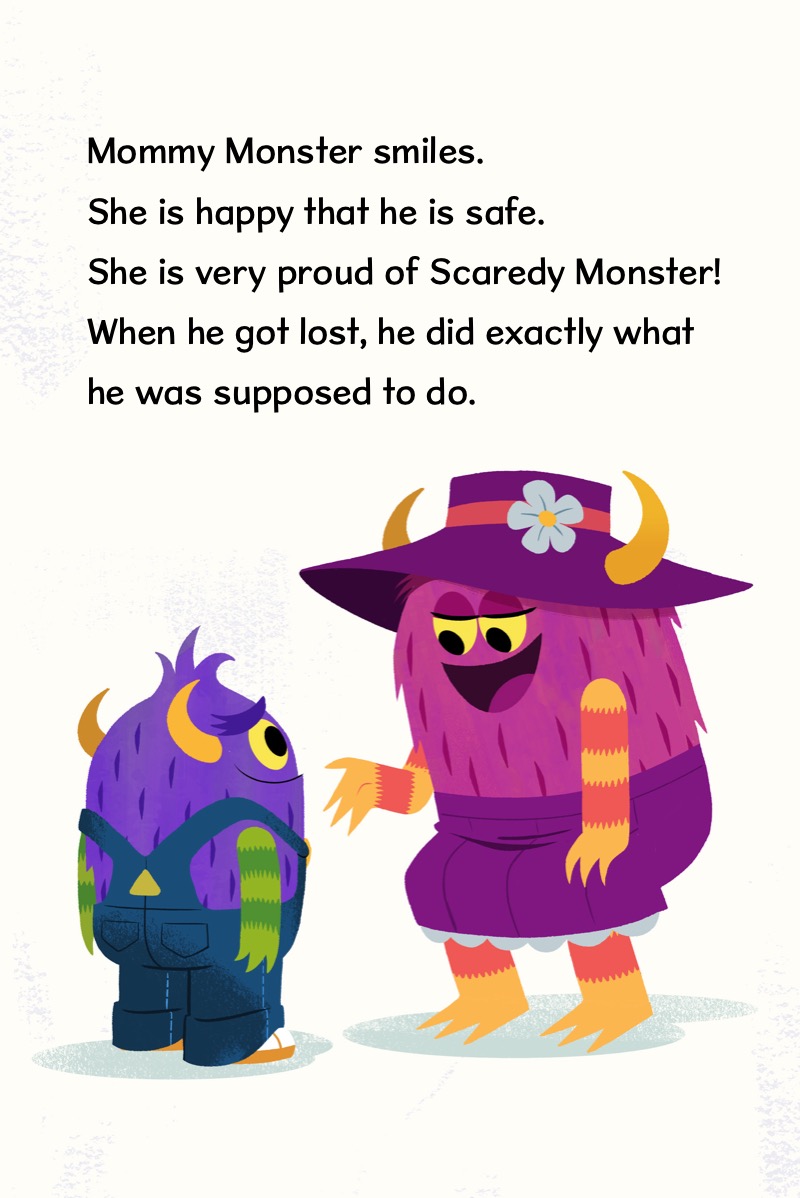 Mommy Monster smiles.
She is happy that he is safe.
She is very proud of Scaredy Monster!
When he got lost, he did exactly what
he was supposed to do.